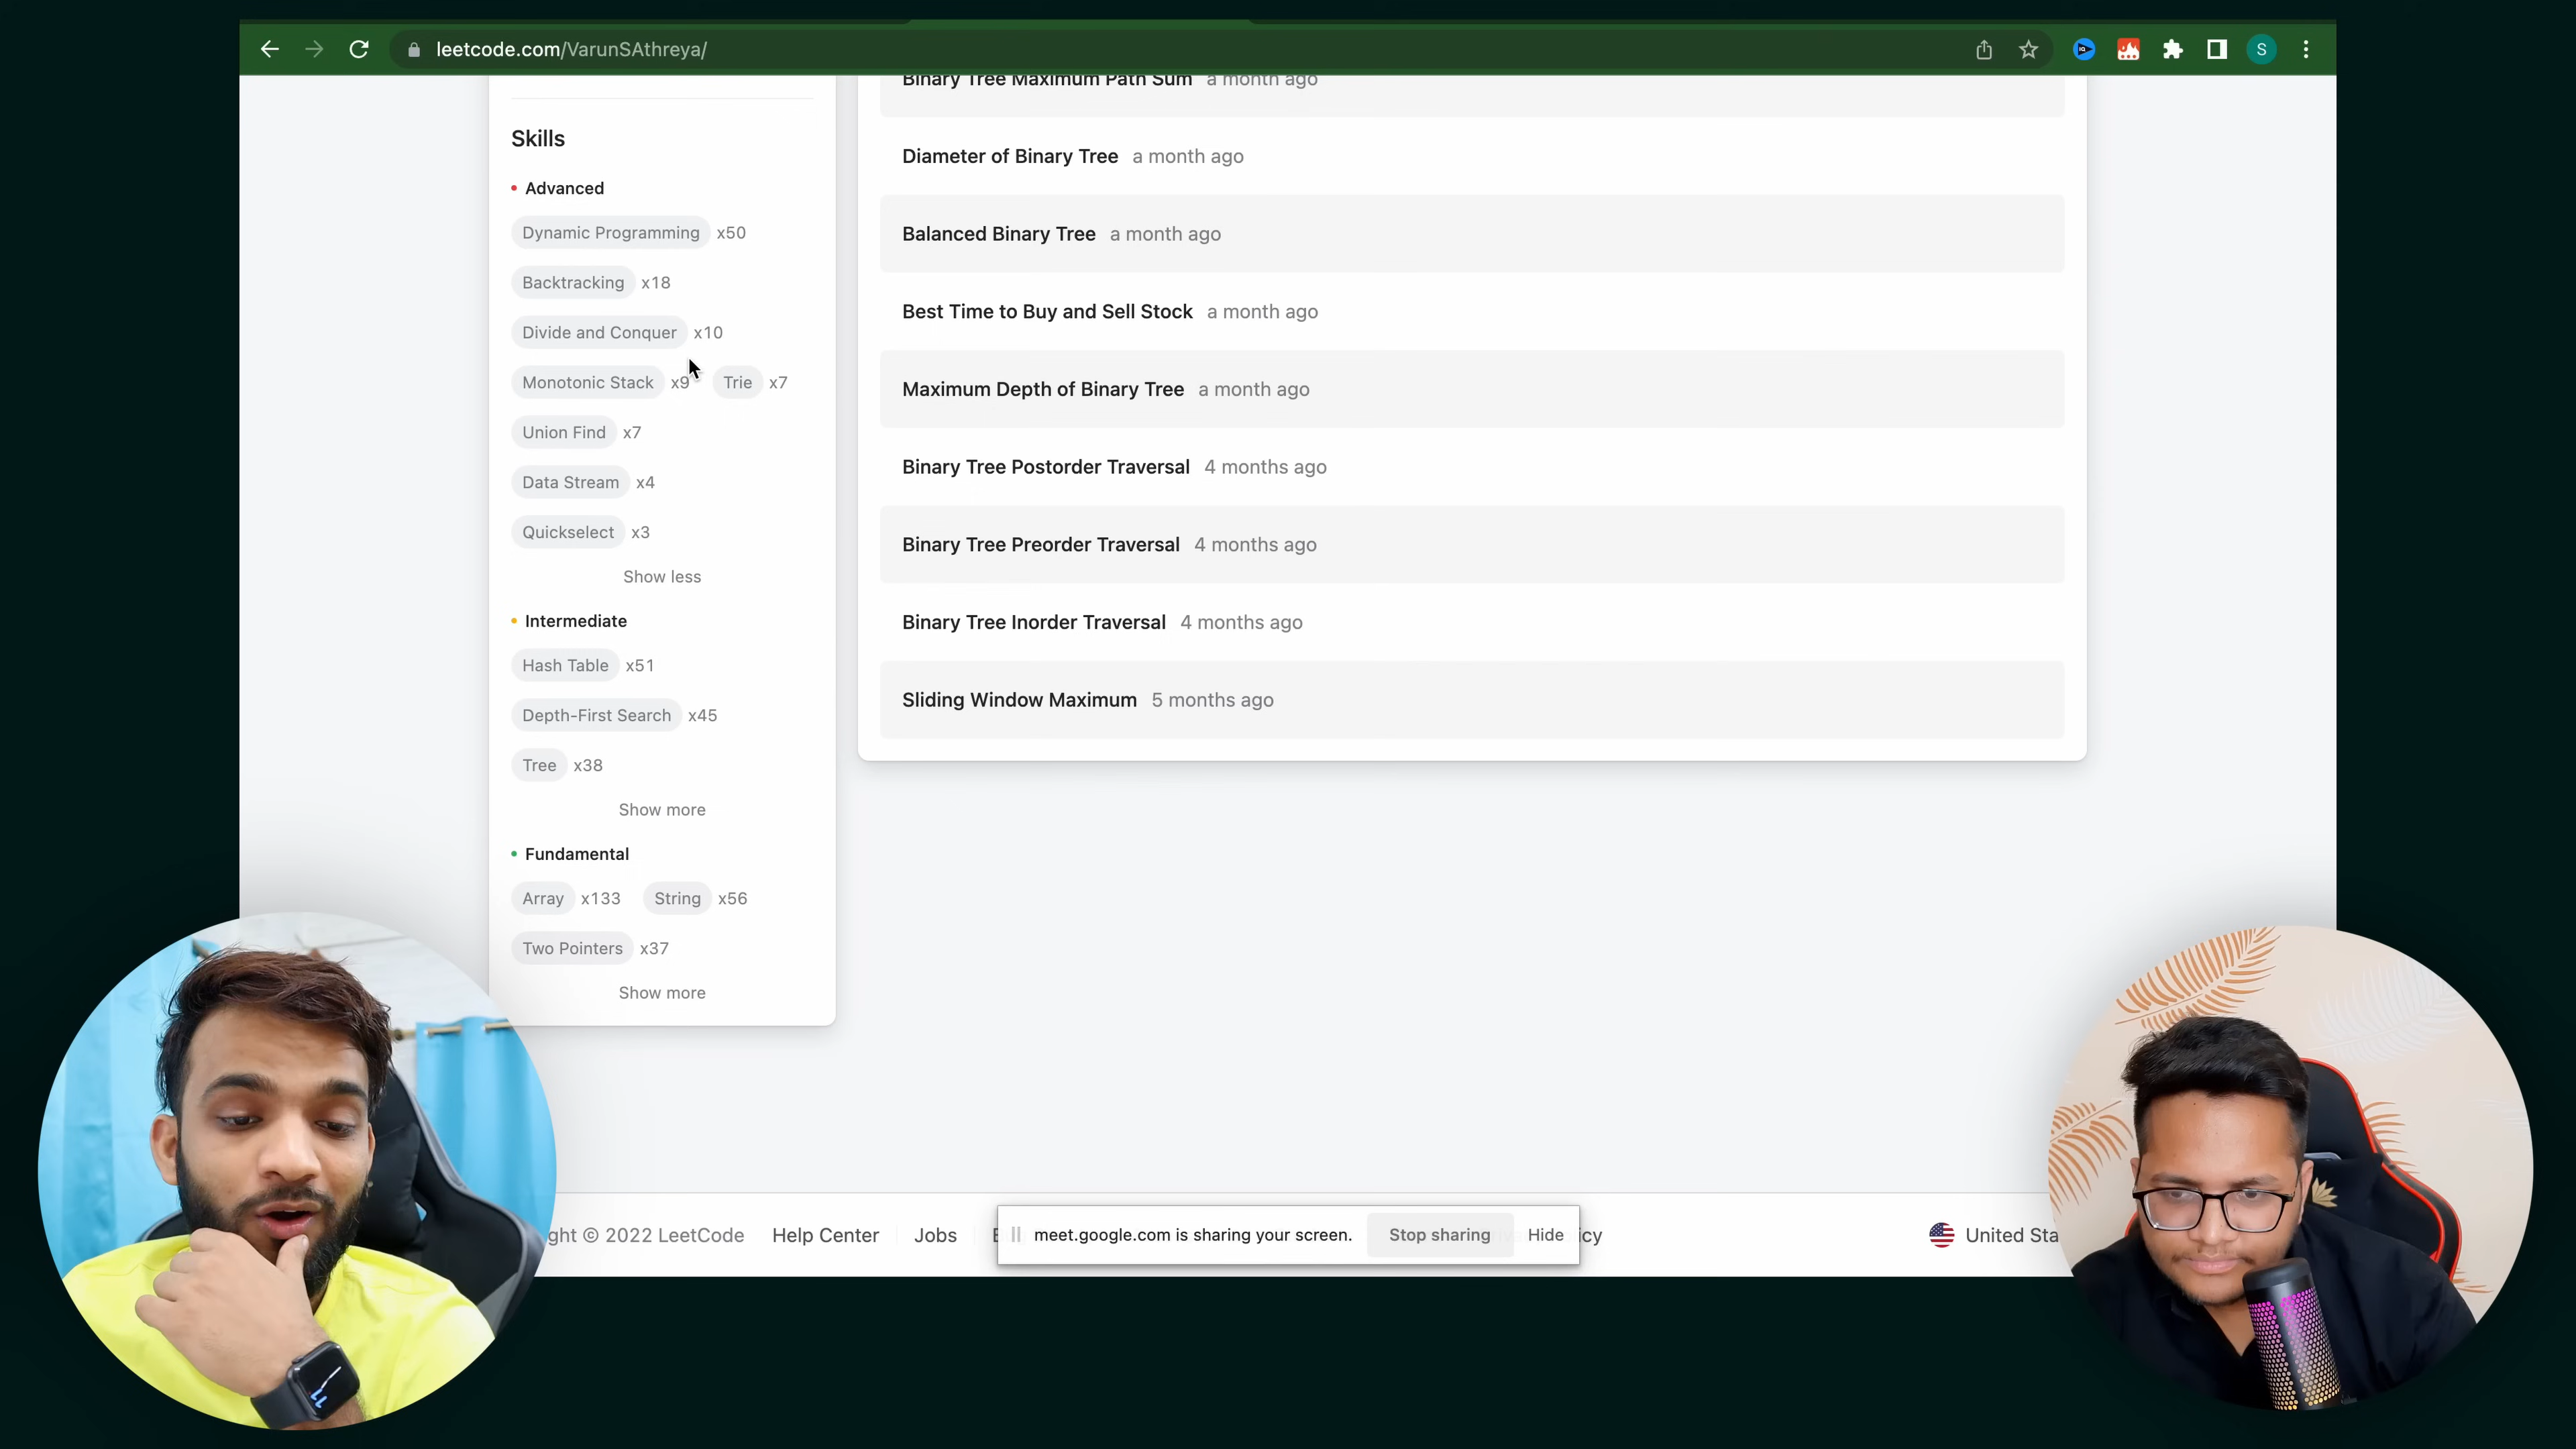 leetcode.com/VarunSAthreya/
S
Skills
Advanced
Dynamic Programming x50
Backtracking x18
Divide and Conquer x10
Monotonic Stack x9 Trie x7
Union Find x7
Data Stream x4
Quickselect x3
Show less
Intermediate
Hash Table x51
Depth-First Search x45
Tree x38
Show more
Fundamental
Array x133 String x56
Two Pointers x37
Show more
Binary Tree Maximum Path Sum a month ago
Diameter of Binary Tree a month ago
Balanced Binary Tree a month ago
Best Time to Buy and Sell Stock a month ago
Maximum Depth of Binary Tree a month ago
Binary Tree Postorder Traversal 4 months ago
Binary Tree Preorder Traversal 4 months ago
Binary Tree Inorder Traversal 4 months ago
Sliding Window Maximum 5 months ago
ght © 2022 LeetCode Help Center Jobs icy United Sta
meet.google.com is sharing your screen. Stop sharing Hide